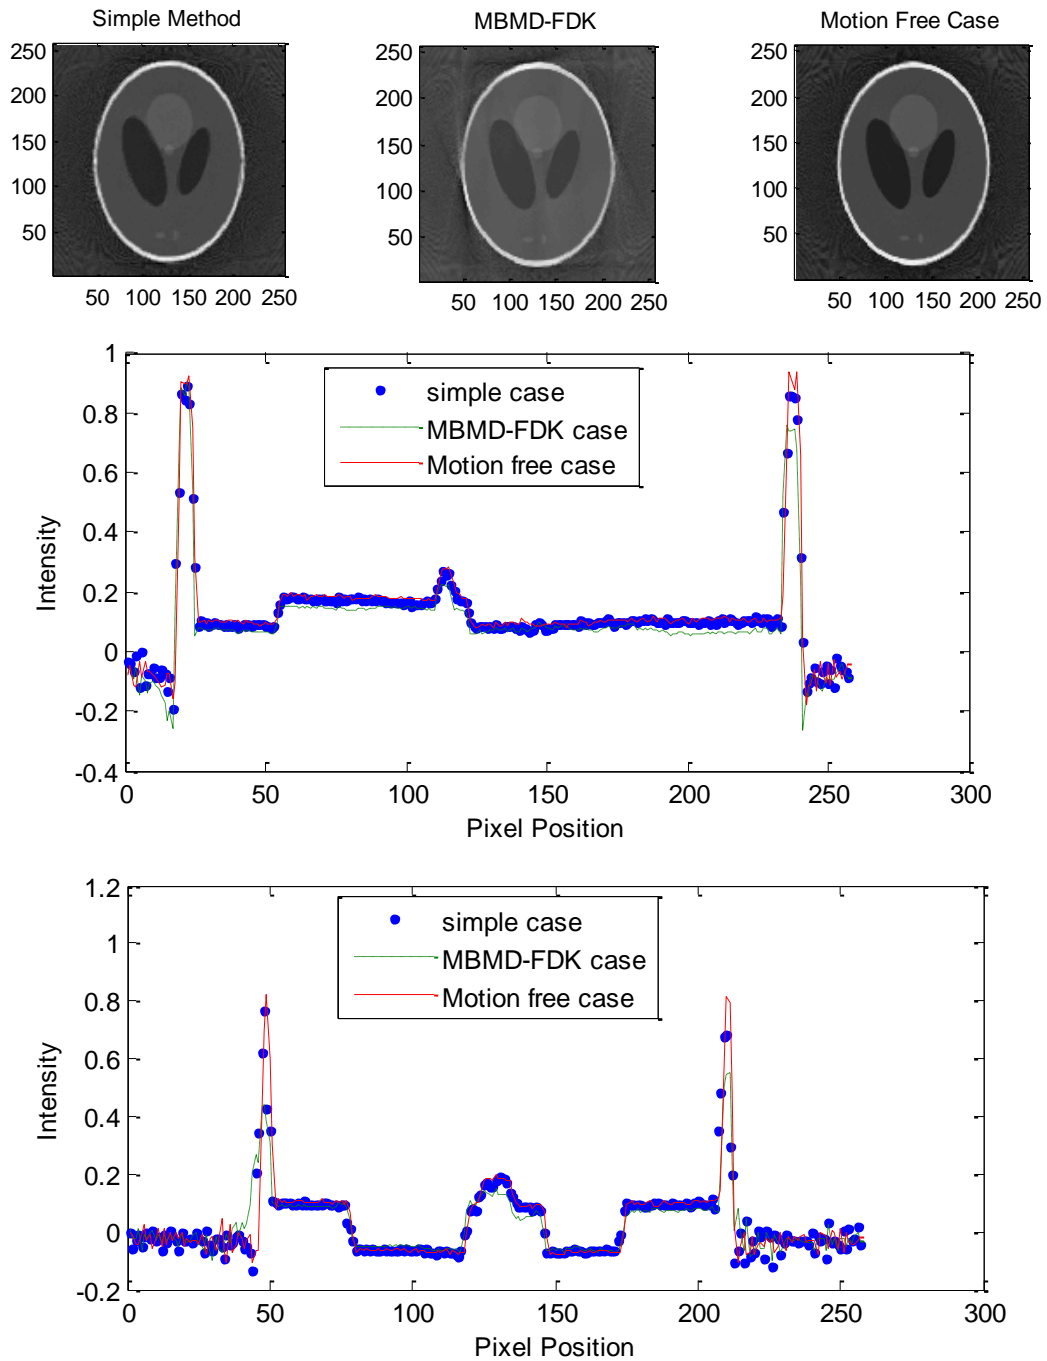 Simple Method
MBMD-FDK
Motion Free Case
250
200
150
100
50
50 100 150 200 250
250
200
150
100
50
50 100 150 200 250
250
200
150
100
50
50 100 150 200 250
1
0.8
0.6
0.4
0.2
0
-0.2
-0.4
Intensity
simple case
MBMD-FDK case
Motion free case
0 50 100 150 200 250 300
Pixel Position
1.2
1
0.8
0.6
0.4
0.2
0
-0.2
Intensity
simple case
MBMD-FDK case
Motion free case
0 50 100 150 200 250 300
Pixel Position